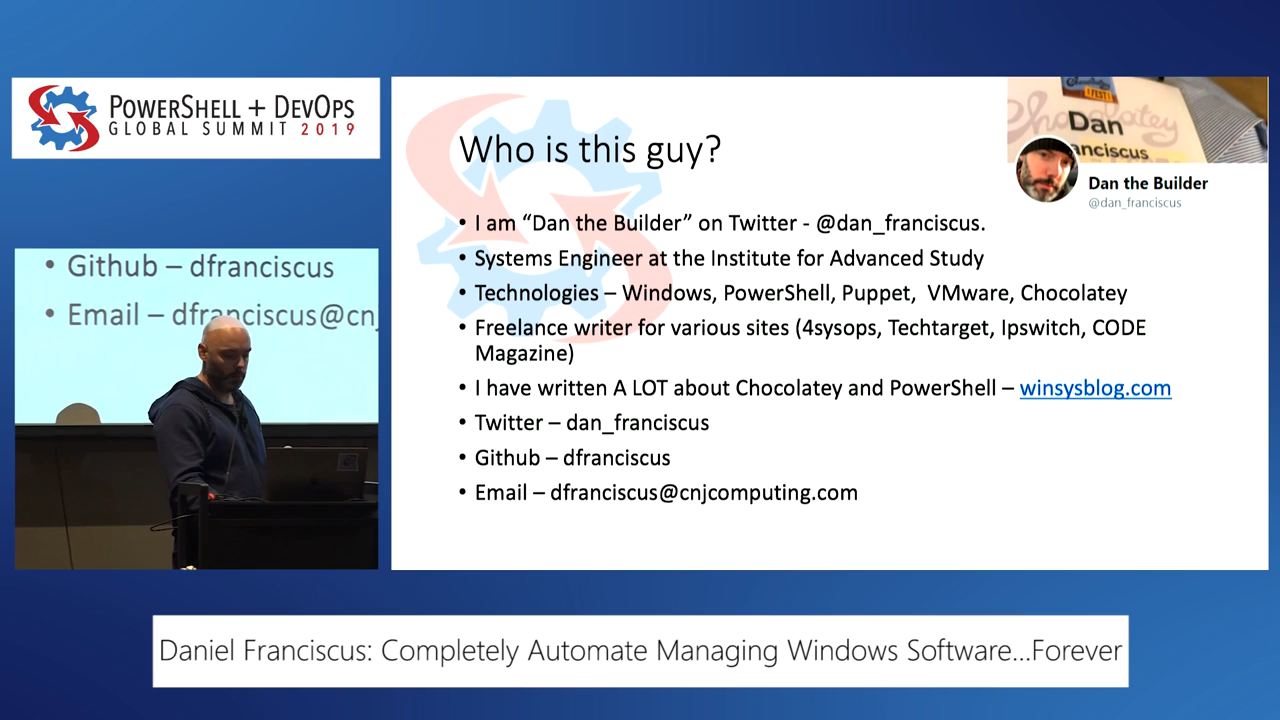 POWERSHELL + DEVOPS
GLOBAL SUMMIT 2019
Github – dfranciscus
Email – dfranciscus@cnj
Who is this guy?
Chocolatey
FEST
Dan
anciscus
Dan the Builder
@dan_franciscus
• I am “Dan the Builder” on Twitter - @dan_franciscus.
• Systems Engineer at the Institute for Advanced Study
• Technologies – Windows, PowerShell, Puppet, VMware, Chocolatey
• Freelance writer for various sites (4sysops, Techtarget, Ipswitch, CODE
Magazine)
• I have written A LOT about Chocolatey and PowerShell – winsysblog.com
• Twitter – dan_franciscus
• Github – dfranciscus
• Email – dfranciscus@cnjcomputing.com
Daniel Franciscus: Completely Automate Managing Windows Software...Forever